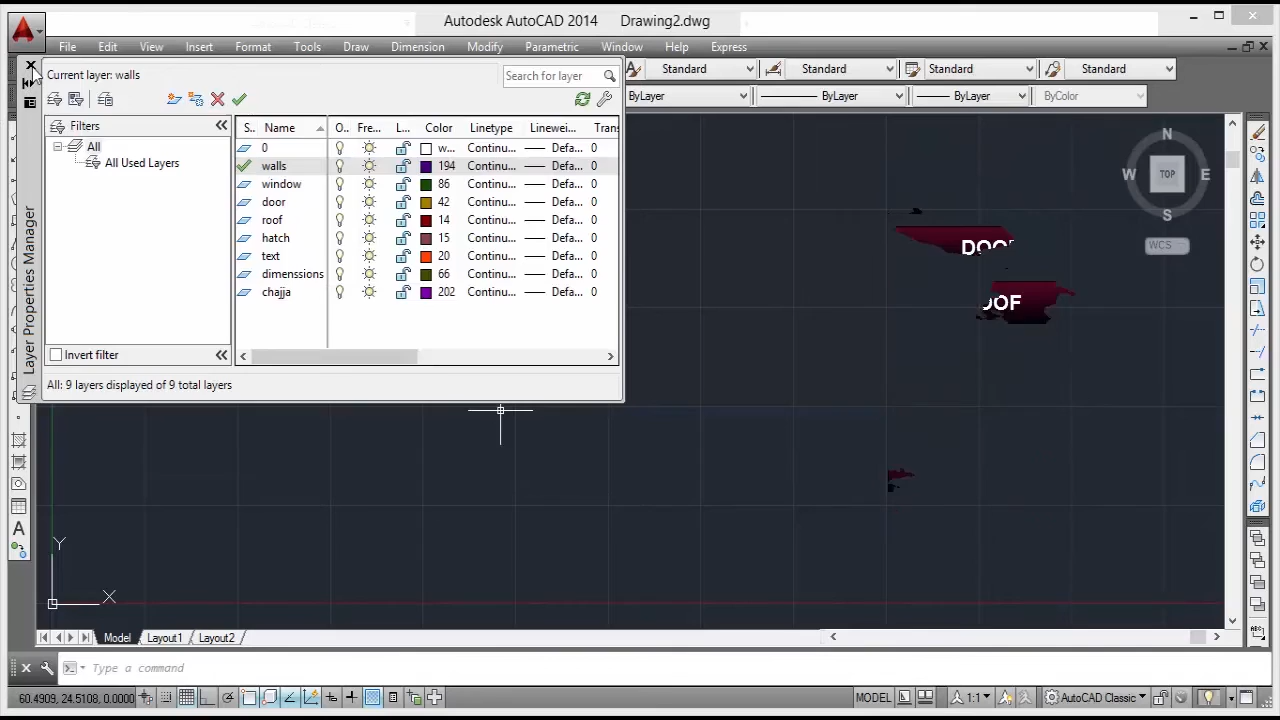 Autodesk AutoCAD 2014 Drawing2.dwg
File Edit View Insert Format Tools Draw Dimension Modify Parametric Window Help Express
Current layer: walls
Search for layer
Standard Standard Standard Standard
ByLayer ByLayer ByLayer ByColor
Filters
S.. Name O.. Fre... L... Color Linetype Linewei... Trans
All
All Used Layers
0 w... Continu... Defa... 0
walls 194 Continu... Defa... 0
window 86 Continu... Defa... 0
door 42 Continu... Defa... 0
roof 14 Continu... Defa... 0
hatch 15 Continu... Defa... 0
text 20 Continu... Defa... 0
dimenssions 66 Continu... Defa... 0
chajja 202 Continu... Defa... 0
Invert filter
All: 9 layers displayed of 9 total layers
Layer Properties Manager
N
W TOP E
S
WCS
OOF
A
Y
X
Model Layout1 Layout2
Type a command
60.4909, 24.5108, 0.0000
MODEL 1:1 AutoCAD Classic